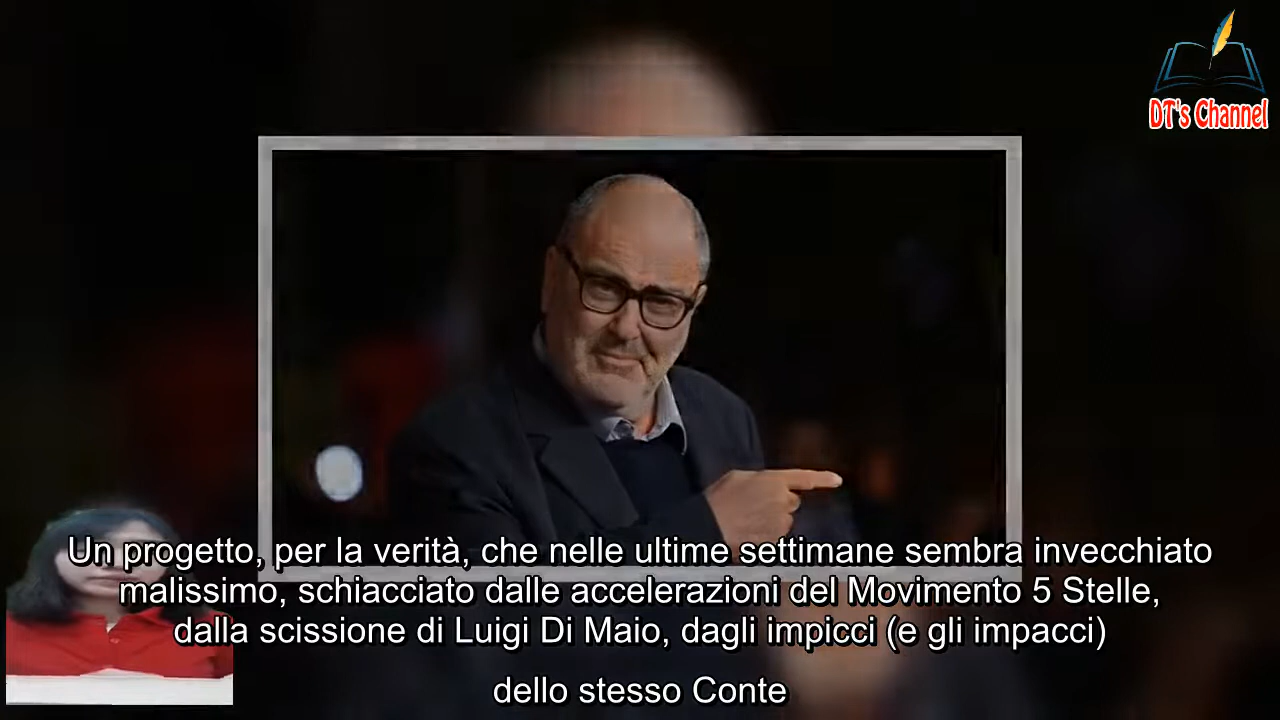 DT's Channel
Un progetto, per la verità, che nelle ultime settimane sembra invecchiato
malissimo, schiacciato dalle accelerazioni del Movimento 5 Stelle,
dalla scissione di Luigi Di Maio, dagli impicci (e gli impacci)
dello stesso Conte